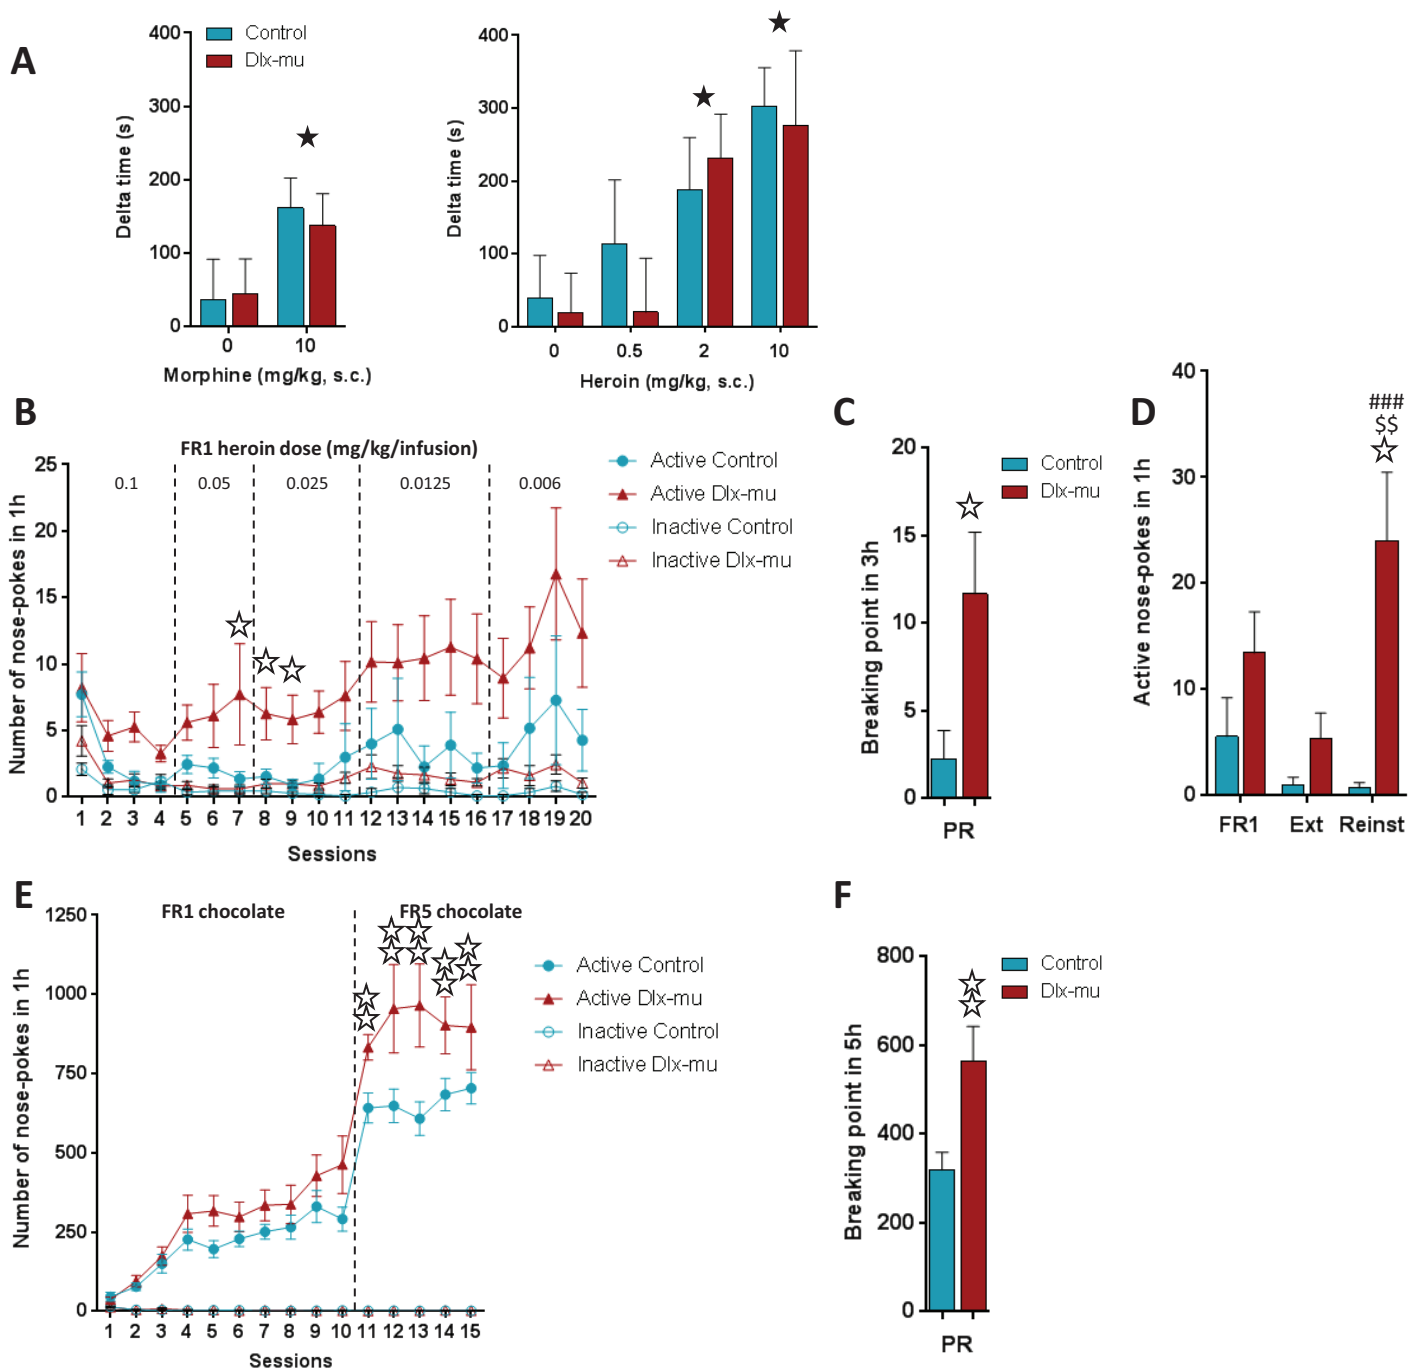 A
Control
Dlx-mu
Delta time (s)
400
300
200
100
0
0 10
Morphine (mg/kg, s.c.)
Delta time (s)
400
300
200
100
0
0 0.5 2 10
Heroin (mg/kg, s.c.)
B
FR1 heroin dose (mg/kg/infusion)
0.1 0.05 0.025 0.0125 0.006
Number of nose-pokes in 1h
25
20
15
10
5
0
1 2 3 4 5 6 7 8 9 10 11 12 13 14 15 16 17 18 19 20
Sessions
Active Control
Active Dlx-mu
Inactive Control
Inactive Dlx-mu
C
Breaking point in 3h
20
15
10
5
0
PR
Control
Dlx-mu
D
Active nose-pokes in 1h
40
30
20
10
0
###
$$
FR1 Ext Reinst
E
FR1 chocolate FR5 chocolate
Number of nose-pokes in 1h
1250
1000
750
500
250
0
1 2 3 4 5 6 7 8 9 10 11 12 13 14 15
Sessions
Active Control
Active Dlx-mu
Inactive Control
Inactive Dlx-mu
F
Breaking point in 5h
800
600
400
200
0
PR
Control
Dlx-mu